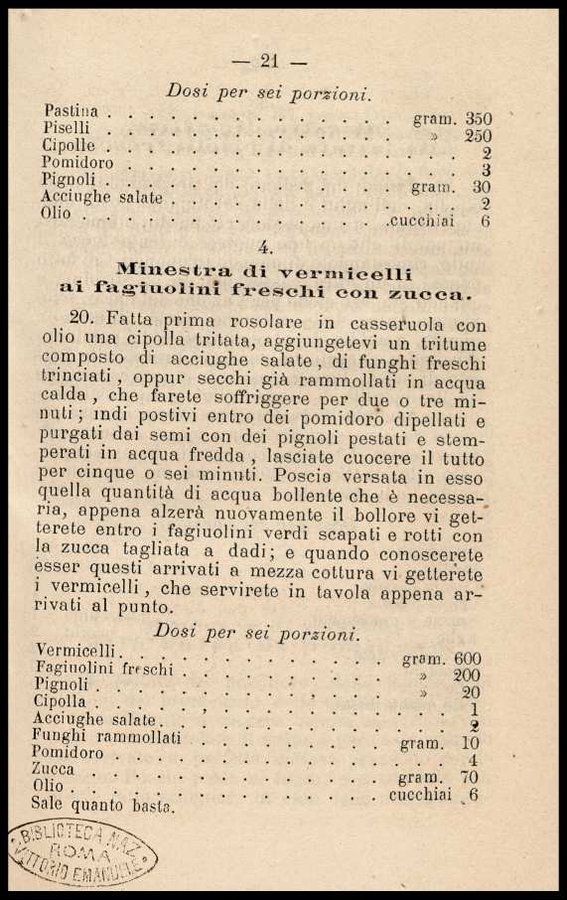 — 21 —
Dosi per sei porzioni.
Pastina . . . . . . . . . . . . gram. 350
Piselli . . . . . . . . . . . . » 250
Cipolle . . . . . . . . . . . . . . 2
Pomidoro . . . . . . . . . . . . . . 3
Pignoli . . . . . . . . . . . . gram. 30
Acciughe salate . . . . . . . . . . . . 2
Olio . . . . . . . . . . . .cucchiai 6
4.
Minestra di vermicelli
ai fagiuolini freschi con zucca.
20. Fatta prima rosolare in casseruola con
olio una cipolla tritata, aggiungetevi un tritume
composto di acciughe salate, di funghi freschi
trinciati, oppur secchi già rammollati in acqua
calda, che farete soffriggere per due o tre mi-
nuti; indi postivi entro dei pomidoro dipellati e
purgati dai semi con dei pignoli pestati e stem-
perati in acqua fredda, lasciate cuocere il tutto
per cinque o sei minuti. Poscia versata in esso
quella quantità di acqua bollente che è necessa-
ria, appena alzerà nuovamente il bollore vi get-
terete entro i fagiuolini verdi scapati e rotti con
la zucca tagliata a dadi; e quando conoscerete
esser questi arrivati a mezza cottura vi getterete
i vermicelli, che servirete in tavola appena ar-
rivati al punto.
Dosi per sei porzioni.
Vermicelli . . . . . . . . . . . . gram. 600
Fagiuolini freschi . . . . . . . . . » 200
Pignoli . . . . . . . . . . . . » 20
Cipolla . . . . . . . . . . . . . . 1
Acciughe salate . . . . . . . . . . . . 2
Funghi rammollati . . . . . . . . gram. 10
Pomidoro . . . . . . . . . . . . . . 4
Zucca . . . . . . . . . . . . gram. 70
Olio . . . . . . . . . . . . cucchiai 6
Sale quanto basta.
BIBLIOTECA NAZ.
ROMA
VITTORIO EMANUELE